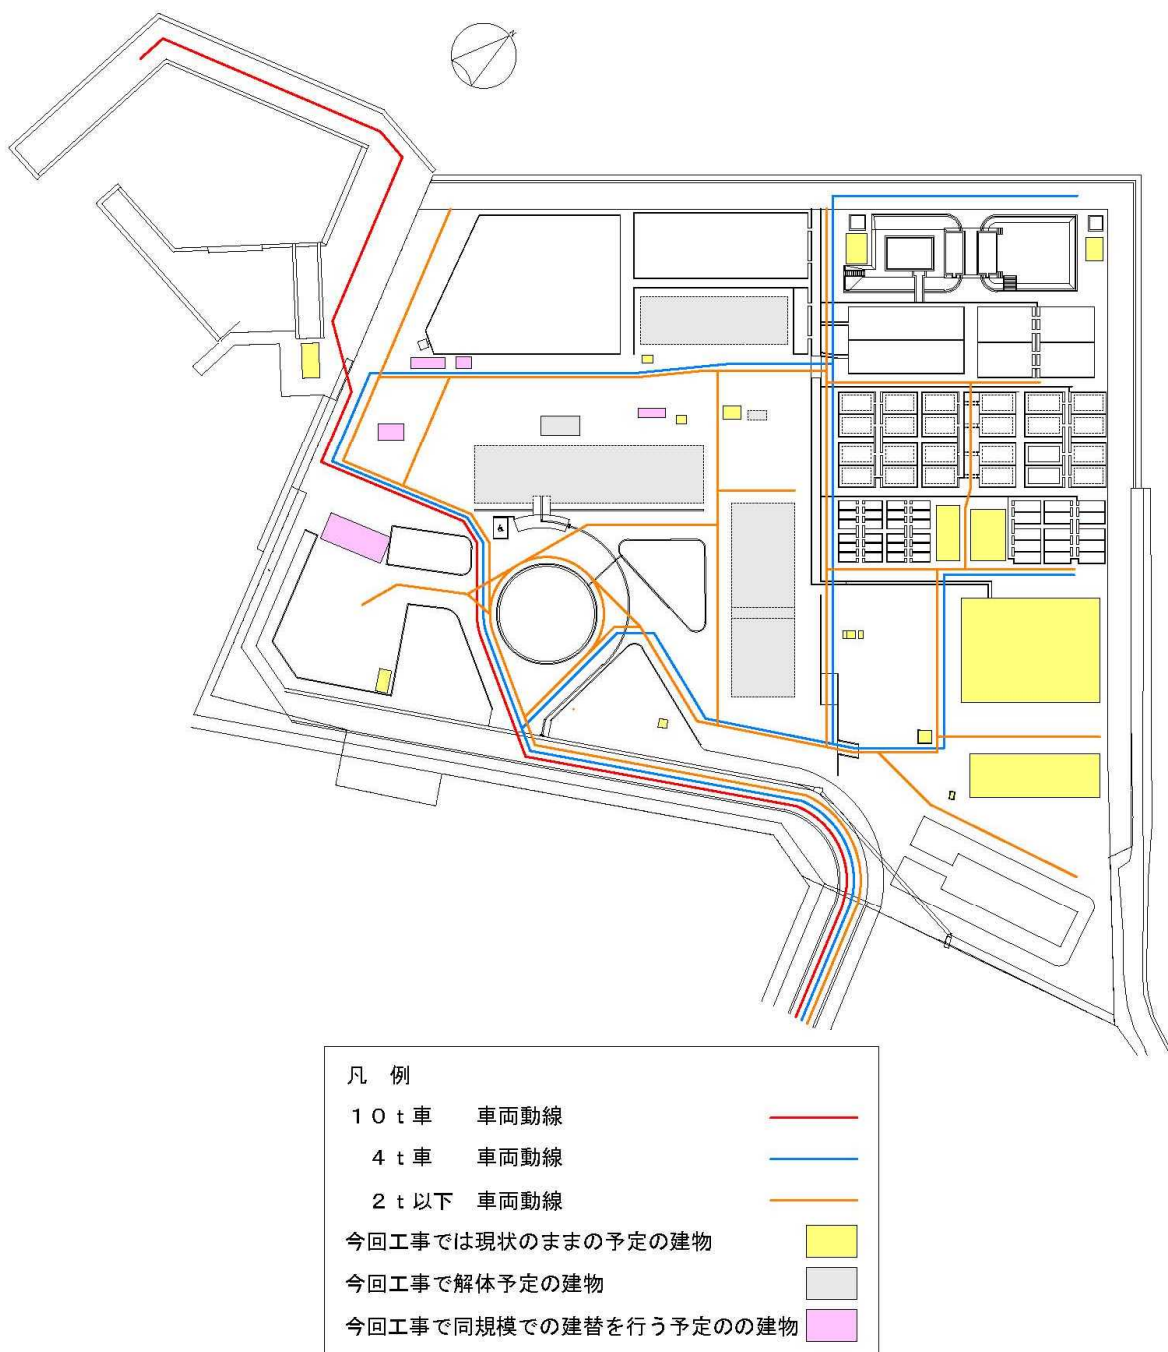 N
凡　例
１０ｔ車　　車両動線
４ｔ車　　車両動線
２ｔ以下　車両動線
今回工事では現状のままの予定の建物
今回工事で解体予定の建物
今回工事で同規模での建替を行う予定のの建物